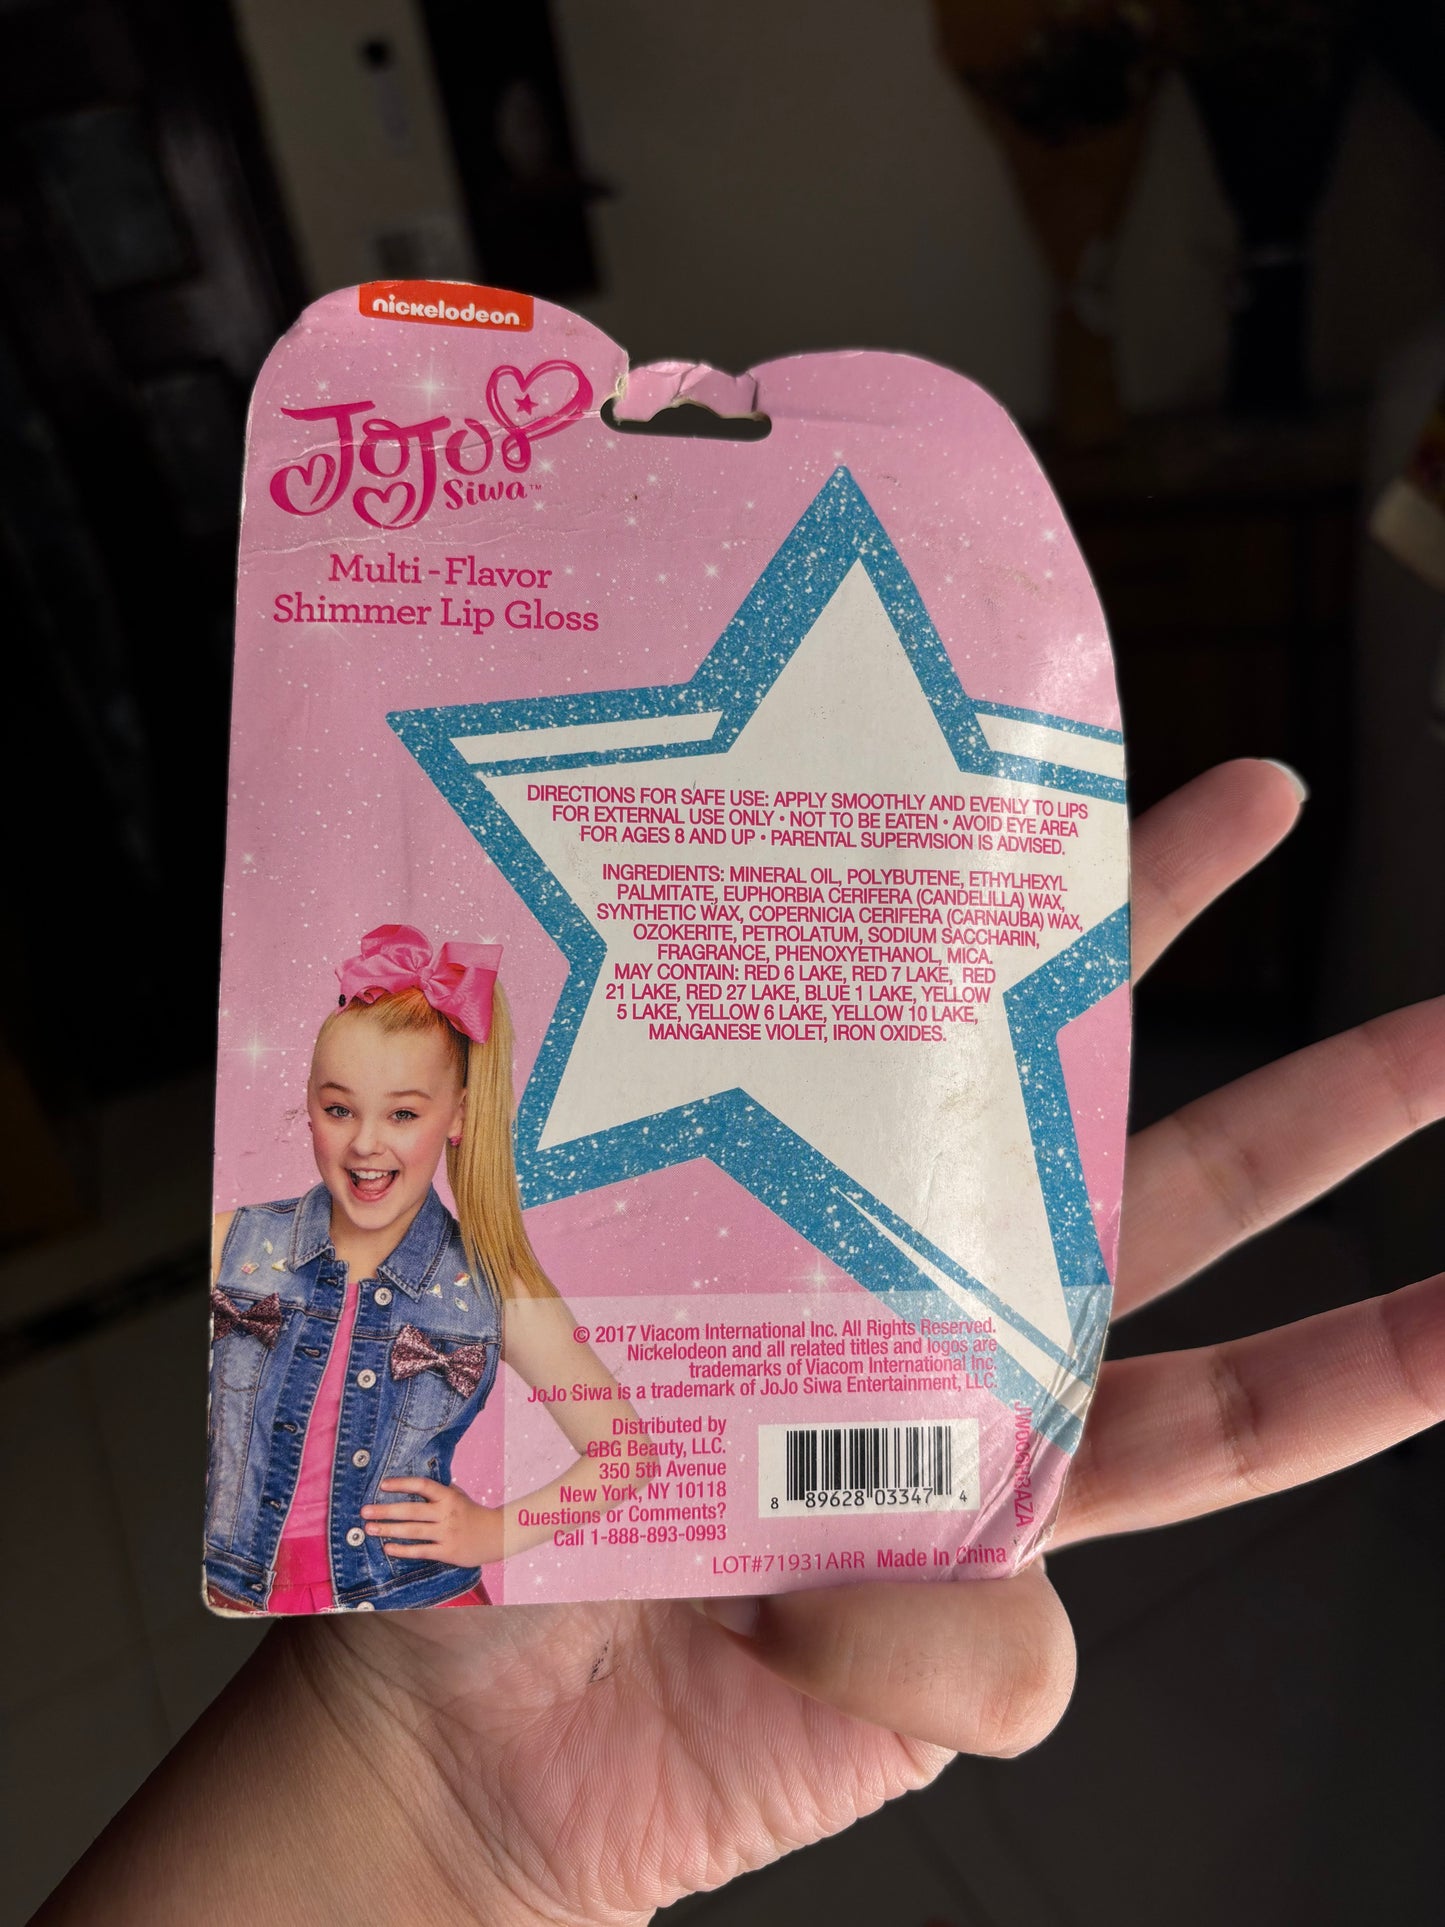 nickelodeon
JoJo
Siwa™
Multi-Flavor
Shimmer Lip Gloss
DIRECTIONS FOR SAFE USE: APPLY SMOOTHLY AND EVENLY TO LIPS
FOR EXTERNAL USE ONLY • NOT TO BE EATEN • AVOID EYE AREA
FOR AGES 8 AND UP • PARENTAL SUPERVISION IS ADVISED.
INGREDIENTS: MINERAL OIL, POLYBUTENE, ETHYLHEXYL
PALMITATE, EUPHORBIA CERIFERA (CANDELILLA) WAX,
SYNTHETIC WAX, COPERNICIA CERIFERA (CARNAUBA) WAX,
OZOKERITE, PETROLATUM, SODIUM SACCHARIN,
FRAGRANCE, PHENOXYETHANOL, MICA.
MAY CONTAIN: RED 6 LAKE, RED 7 LAKE, RED
21 LAKE, RED 27 LAKE, BLUE 1 LAKE, YELLOW
5 LAKE, YELLOW 6 LAKE, YELLOW 10 LAKE,
MANGANESE VIOLET, IRON OXIDES.
© 2017 Viacom International Inc. All Rights Reserved.
Nickelodeon and all related titles and logos are
trademarks of Viacom International Inc.
JoJo Siwa is a trademark of JoJo Siwa Entertainment, LLC.
Distributed by
GBG Beauty, LLC.
350 5th Avenue
New York, NY 10118
Questions or Comments?
Call 1-888-893-0993
8 89628 03347 4
LOT#71931ARR Made In China